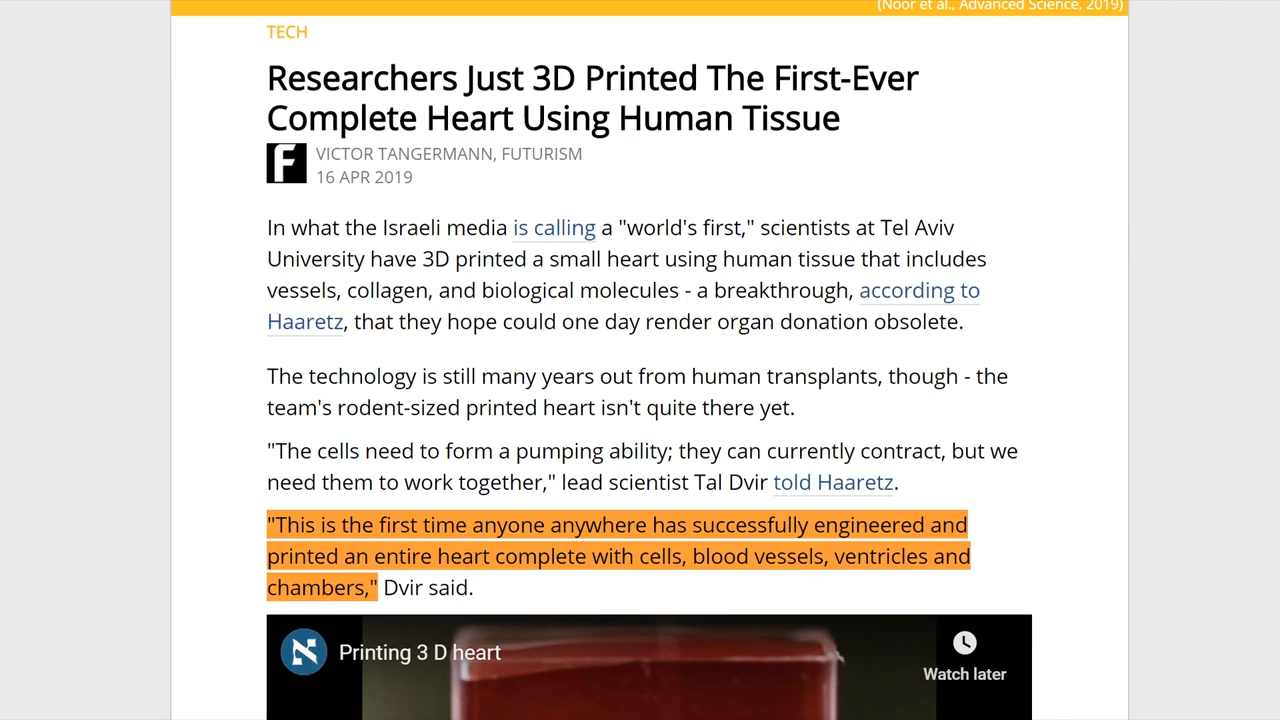 (Noor et al., Advanced Science, 2019)
TECH
Researchers Just 3D Printed The First-Ever
Complete Heart Using Human Tissue
F
VICTOR TANGERMANN, FUTURISM
16 APR 2019
In what the Israeli media is calling a "world's first," scientists at Tel Aviv
University have 3D printed a small heart using human tissue that includes
vessels, collagen, and biological molecules - a breakthrough, according to
Haaretz, that they hope could one day render organ donation obsolete.
The technology is still many years out from human transplants, though - the
team's rodent-sized printed heart isn't quite there yet.
"The cells need to form a pumping ability; they can currently contract, but we
need them to work together," lead scientist Tal Dvir told Haaretz.
"This is the first time anyone anywhere has successfully engineered and
printed an entire heart complete with cells, blood vessels, ventricles and
chambers," Dvir said.
א
Printing 3 D heart
Watch later